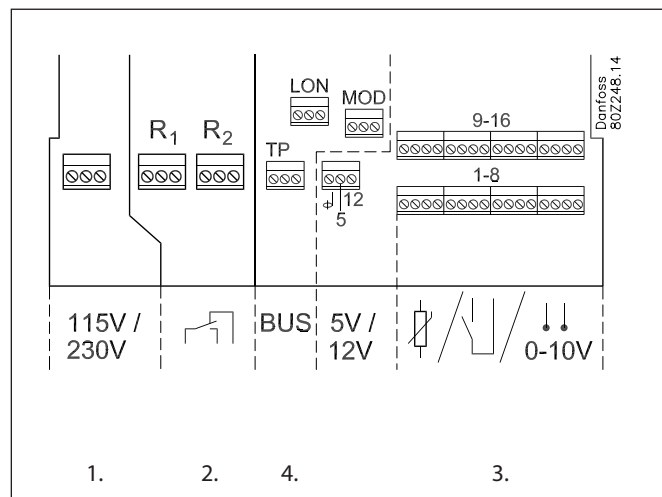 LON
MOD
R1 R2
TP
9-16
1-8
12
5
Danfoss
80Z248.14
115V /
230V
BUS
5V /
12V
0-10V
1. 2. 4. 3.